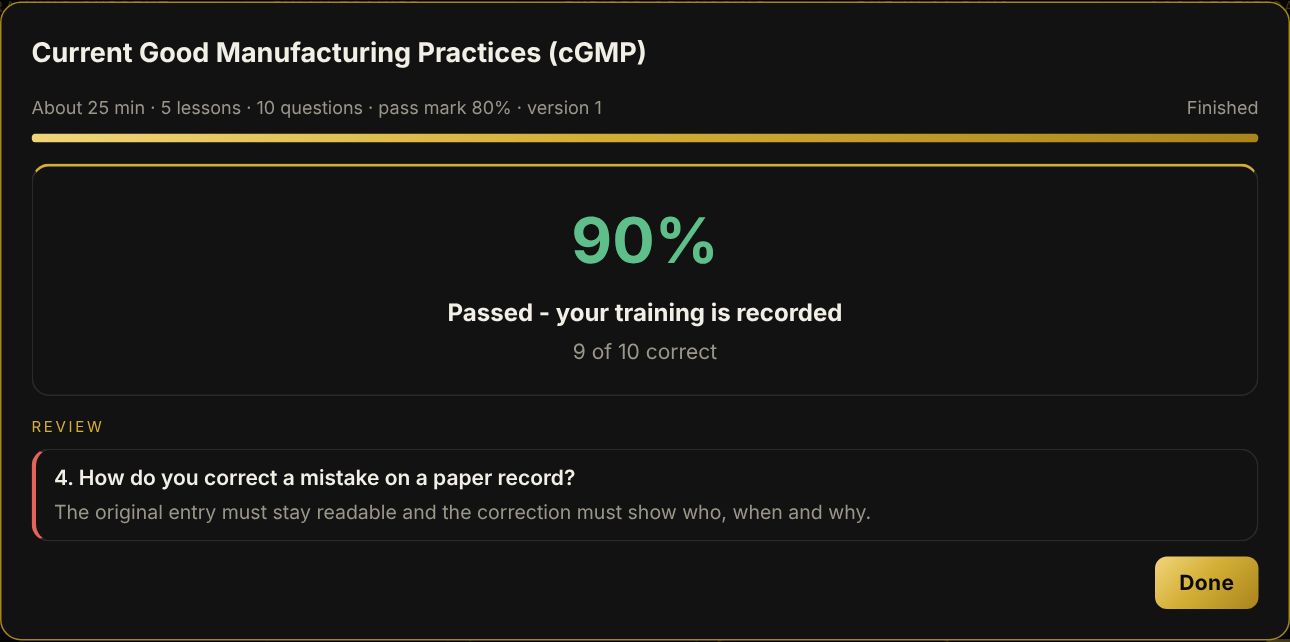 Current Good Manufacturing Practices (cGMP)
About 25 min · 5 lessons · 10 questions · pass mark 80% · version 1
Finished
90%
Passed - your training is recorded
9 of 10 correct
REVIEW
4. How do you correct a mistake on a paper record?
The original entry must stay readable and the correction must show who, when and why.
Done